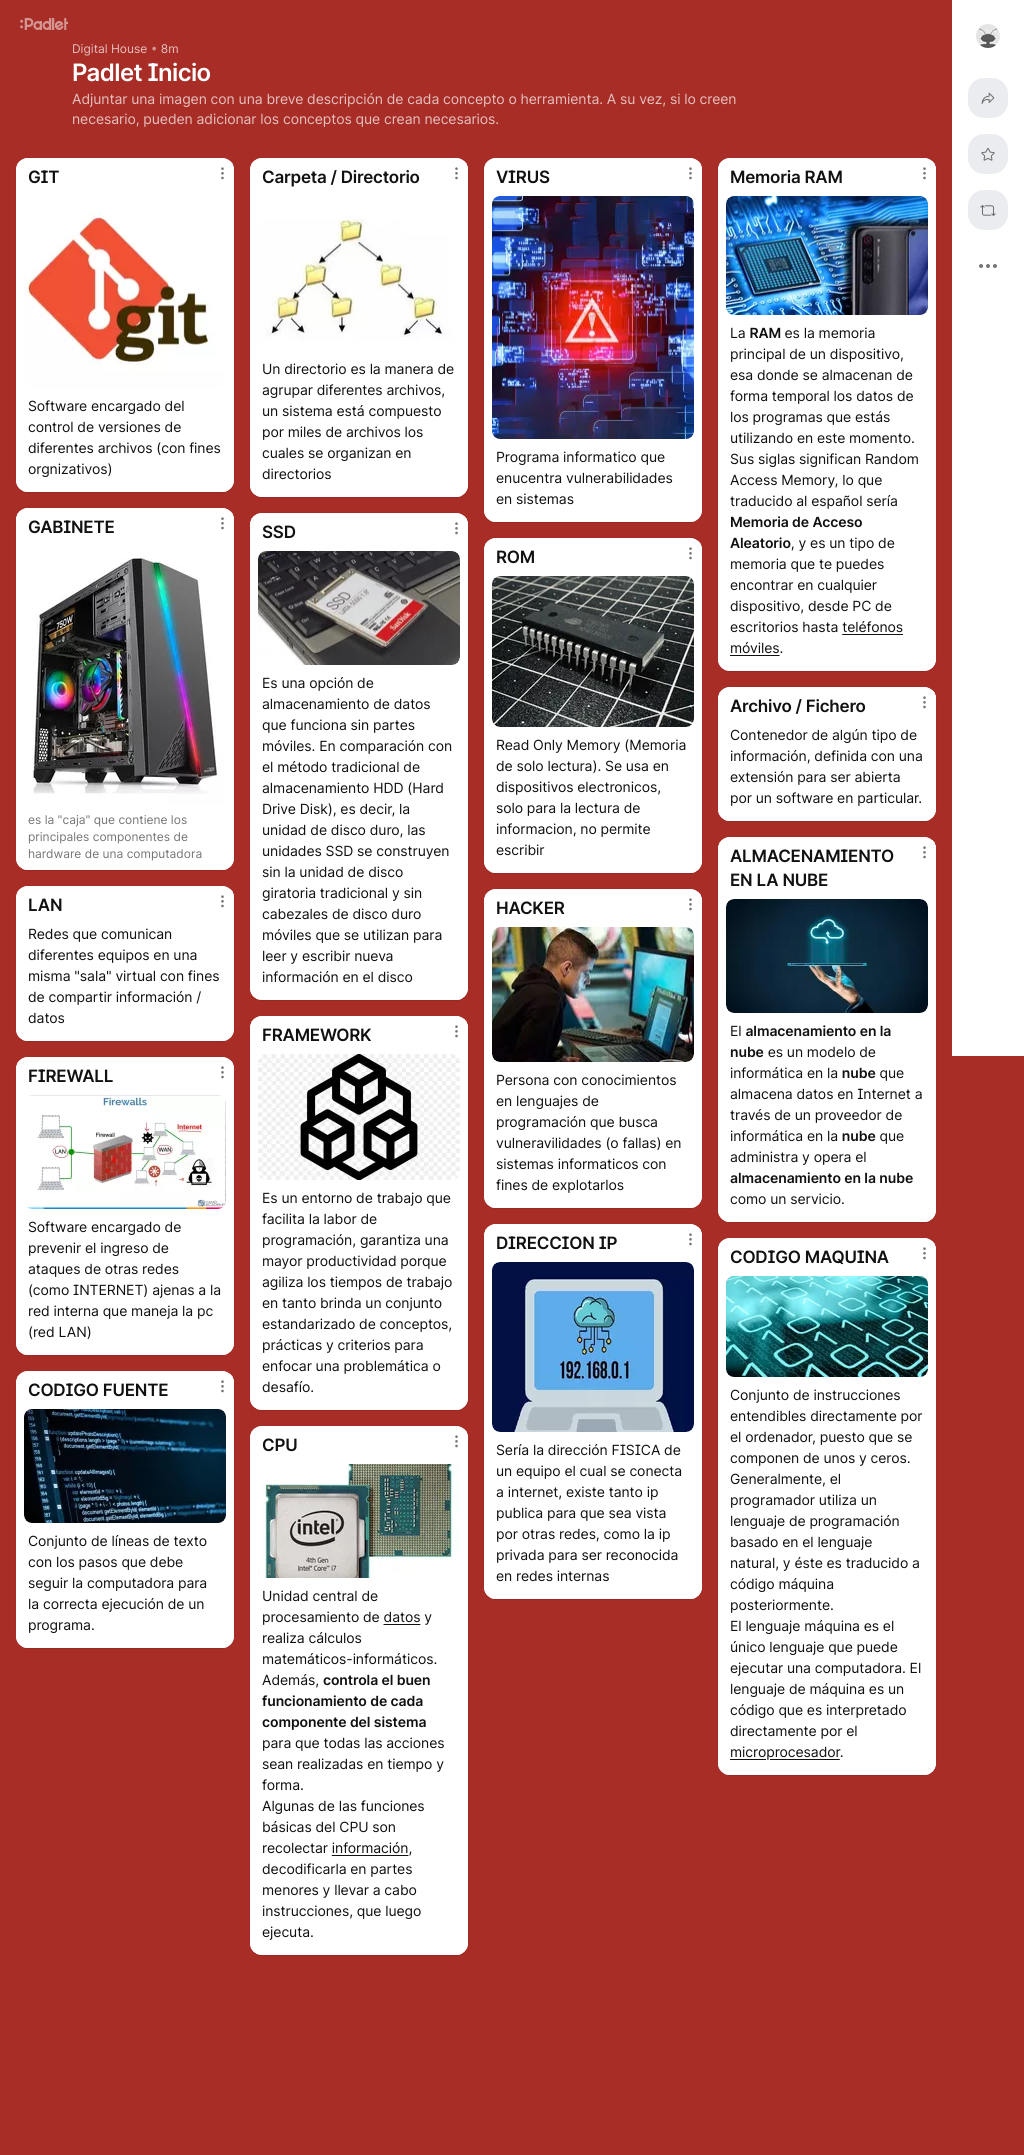 :Padlet
Digital House • 8m
Padlet Inicio
Adjuntar una imagen con una breve descripción de cada concepto o herramienta. A su vez, si lo creen
necesario, pueden adicionar los conceptos que crean necesarios.
GIT
git
Software encargado del
control de versiones de
diferentes archivos (con fines
orgnizativos)
GABINETE
750W
es la "caja" que contiene los
principales componentes de
hardware de una computadora
LAN
Redes que comunican
diferentes equipos en una
misma "sala" virtual con fines
de compartir información /
datos
FIREWALL
Firewalls
Firewall
Internet
LAN
WAN
Software encargado de
prevenir el ingreso de
ataques de otras redes
(como INTERNET) ajenas a la
red interna que maneja la pc
(red LAN)
CODIGO FUENTE
Conjunto de líneas de texto
con los pasos que debe
seguir la computadora para
la correcta ejecución de un
programa.
Carpeta / Directorio
Un directorio es la manera de
agrupar diferentes archivos,
un sistema está compuesto
por miles de archivos los
cuales se organizan en
directorios
SSD
SSD
SanDisk
Es una opción de
almacenamiento de datos
que funciona sin partes
móviles. En comparación con
el método tradicional de
almacenamiento HDD (Hard
Drive Disk), es decir, la
unidad de disco duro, las
unidades SSD se construyen
sin la unidad de disco
giratoria tradicional y sin
cabezales de disco duro
móviles que se utilizan para
leer y escribir nueva
información en el disco
FRAMEWORK
Es un entorno de trabajo que
facilita la labor de
programación, garantiza una
mayor productividad porque
agiliza los tiempos de trabajo
en tanto brinda un conjunto
estandarizado de conceptos,
prácticas y criterios para
enfocar una problemática o
desafío.
CPU
intel
4th Gen
Intel® Core™ i7
Unidad central de
procesamiento de datos y
realiza cálculos
matemáticos-informáticos.
Además, controla el buen
funcionamiento de cada
componente del sistema
para que todas las acciones
sean realizadas en tiempo y
forma.
Algunas de las funciones
básicas del CPU son
recolectar información,
decodificarla en partes
menores y llevar a cabo
instrucciones, que luego
ejecuta.
VIRUS
Programa informatico que
enucentra vulnerabilidades
en sistemas
ROM
Read Only Memory (Memoria
de solo lectura). Se usa en
dispositivos electronicos,
solo para la lectura de
informacion, no permite
escribir
HACKER
Persona con conocimientos
en lenguajes de
programación que busca
vulneravilidades (o fallas) en
sistemas informaticos con
fines de explotarlos
DIRECCION IP
192.168.0.1
Sería la dirección FISICA de
un equipo el cual se conecta
a internet, existe tanto ip
publica para que sea vista
por otras redes, como la ip
privada para ser reconocida
en redes internas
Memoria RAM
La RAM es la memoria
principal de un dispositivo,
esa donde se almacenan de
forma temporal los datos de
los programas que estás
utilizando en este momento.
Sus siglas significan Random
Access Memory, lo que
traducido al español sería
Memoria de Acceso
Aleatorio, y es un tipo de
memoria que te puedes
encontrar en cualquier
dispositivo, desde PC de
escritorios hasta teléfonos
móviles.
Archivo / Fichero
Contenedor de algún tipo de
información, definida con una
extensión para ser abierta
por un software en particular.
ALMACENAMIENTO
EN LA NUBE
El almacenamiento en la
nube es un modelo de
informática en la nube que
almacena datos en Internet a
través de un proveedor de
informática en la nube que
administra y opera el
almacenamiento en la nube
como un servicio.
CODIGO MAQUINA
Conjunto de instrucciones
entendibles directamente por
el ordenador, puesto que se
componen de unos y ceros.
Generalmente, el
programador utiliza un
lenguaje de programación
basado en el lenguaje
natural, y éste es traducido a
código máquina
posteriormente.
El lenguaje máquina es el
único lenguaje que puede
ejecutar una computadora. El
lenguaje de máquina es un
código que es interpretado
directamente por el
microprocesador.